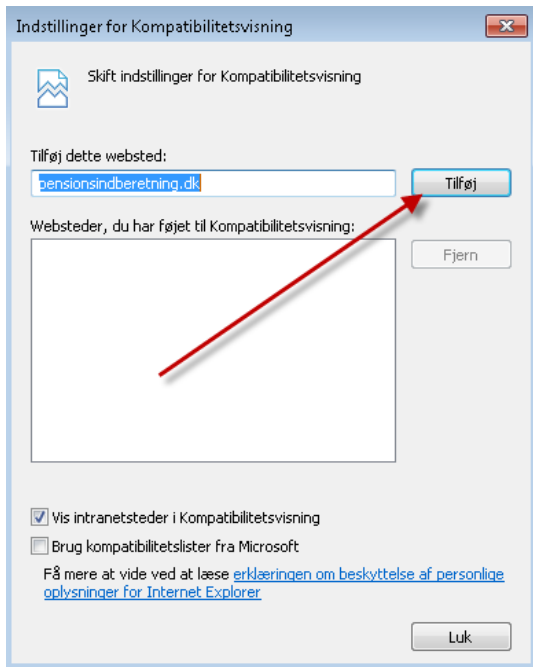 Indstillinger for Kompatibilitetsvisning
Skift indstillinger for Kompatibilitetsvisning
Tilføj dette websted:
pensionsindberetning.dk
Tilføj
Websteder, du har føjet til Kompatibilitetsvisning:
Fjern
Vis intranetsteder i Kompatibilitetsvisning
Brug kompatibilitetslister fra Microsoft
Få mere at vide ved at læse erklæringen om beskyttelse af personlige
oplysninger for Internet Explorer
Luk